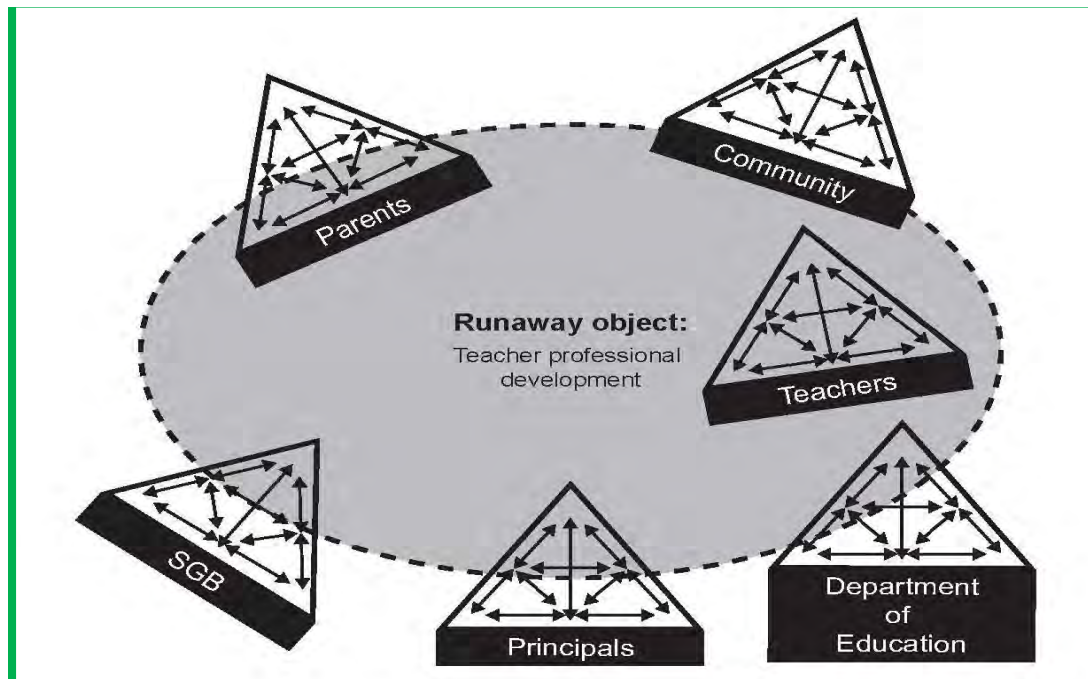 Community
Parents
Runaway object:
Teacher professional
development
Teachers
SGB
Principals
Department
of
Education